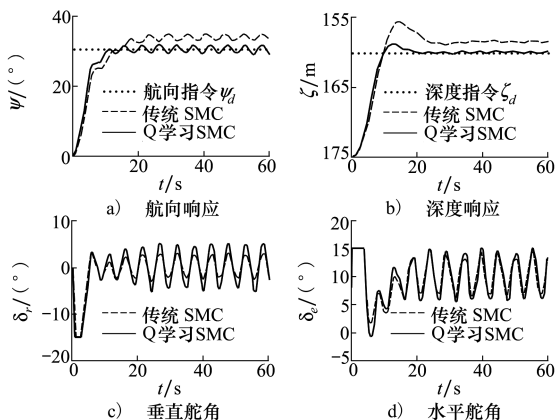 40
20
0
ψ/(°)
航向指令ψd
传统 SMC
Q学习SMC
0 20 40 60
t/s
a) 航向响应
155
165
175
ζ/m
深度指令ζd
传统 SMC
Q学习SMC
0 20 40 60
t/s
b) 深度响应
10
0
-10
-20
δr/(°)
传统 SMC
Q学习SMC
0 20 40 60
t/s
c) 垂直舵角
20
15
10
5
0
-5
δe/(°)
传统 SMC
Q学习SMC
0 20 40 60
t/s
d) 水平舵角